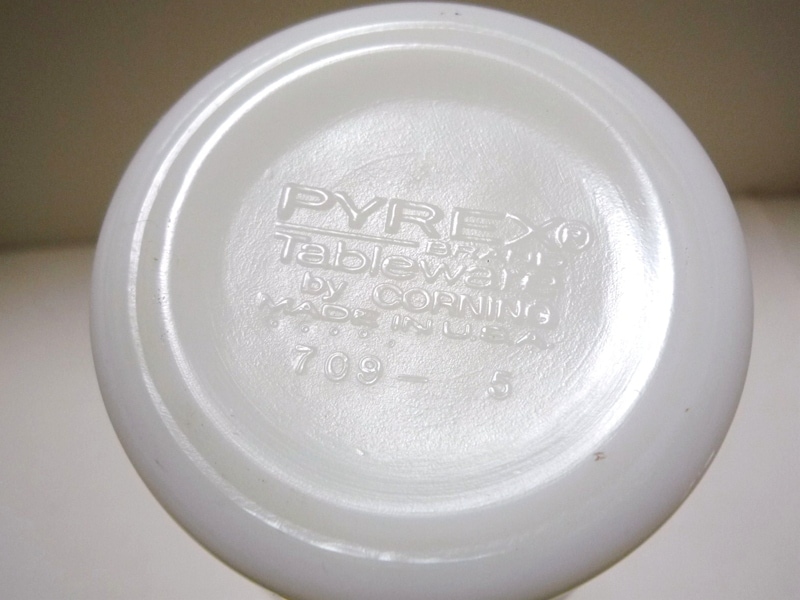 PYREX®
BRAND
Tableware
by CORNING
MADE IN U.S.A.
709 - 5